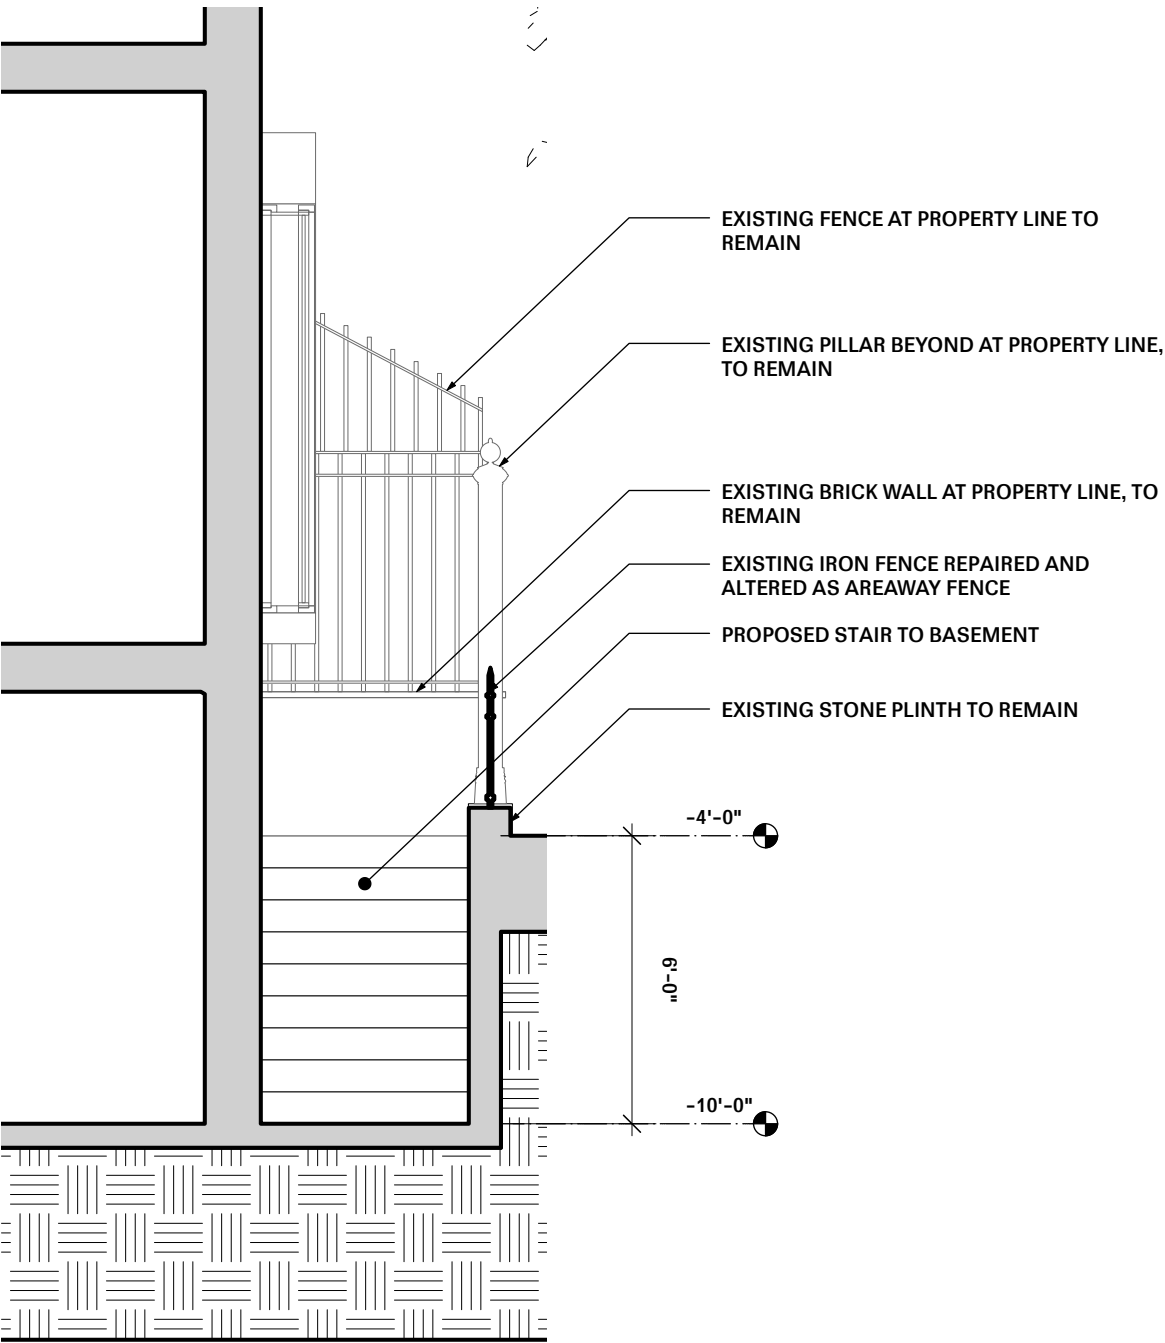 EXISTING FENCE AT PROPERTY LINE TO
REMAIN
EXISTING PILLAR BEYOND AT PROPERTY LINE,
TO REMAIN
EXISTING BRICK WALL AT PROPERTY LINE, TO
REMAIN
EXISTING IRON FENCE REPAIRED AND
ALTERED AS AREAWAY FENCE
PROPOSED STAIR TO BASEMENT
EXISTING STONE PLINTH TO REMAIN
-4'-0"
6'-0"
-10'-0"